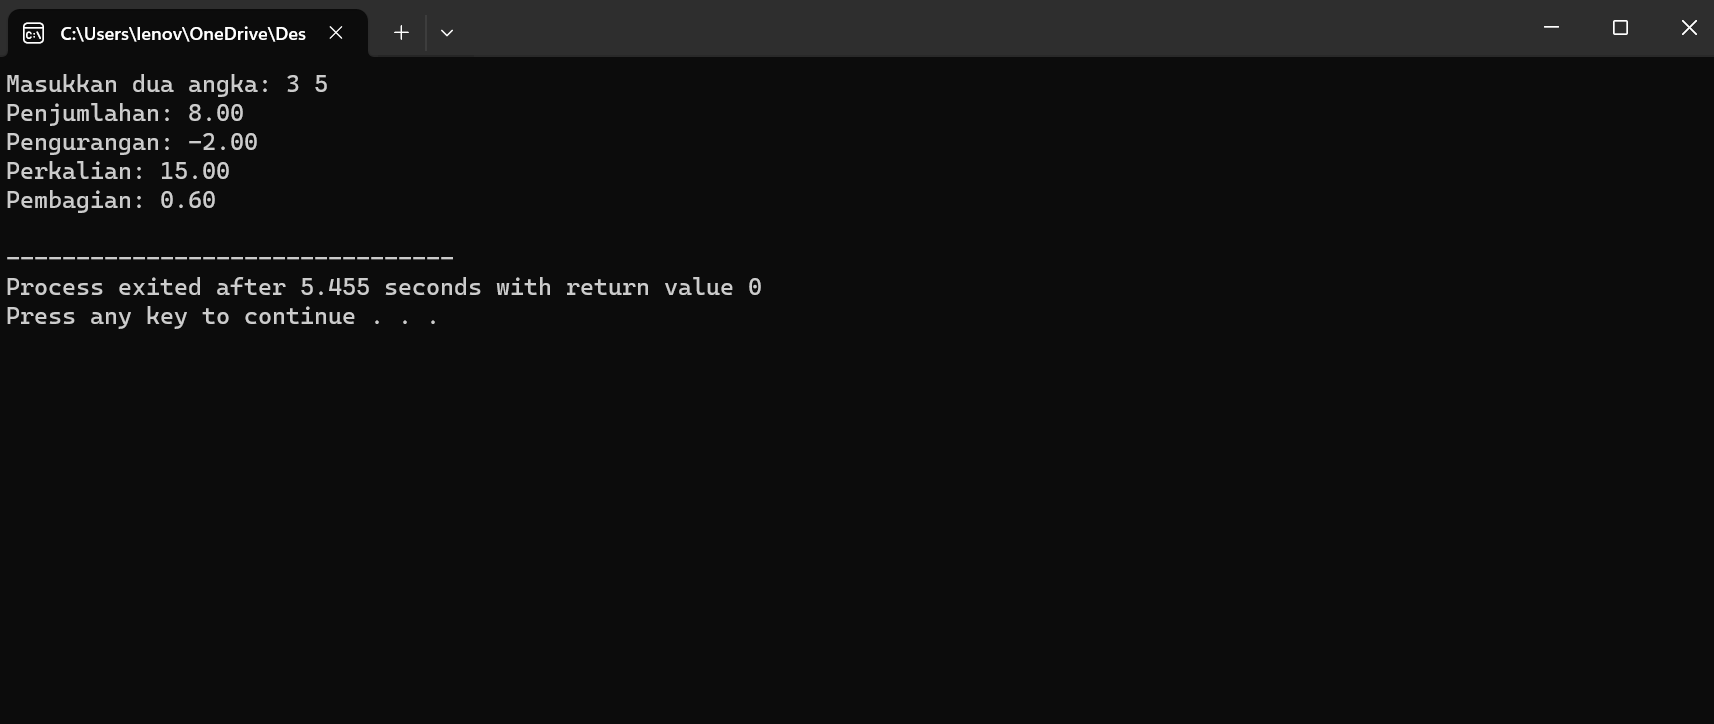 C:\Users\lenov\OneDrive\Des
Masukkan dua angka: 3 5
Penjumlahan: 8.00
Pengurangan: -2.00
Perkalian: 15.00
Pembagian: 0.60
--------------------------------
Process exited after 5.455 seconds with return value 0
Press any key to continue . . .